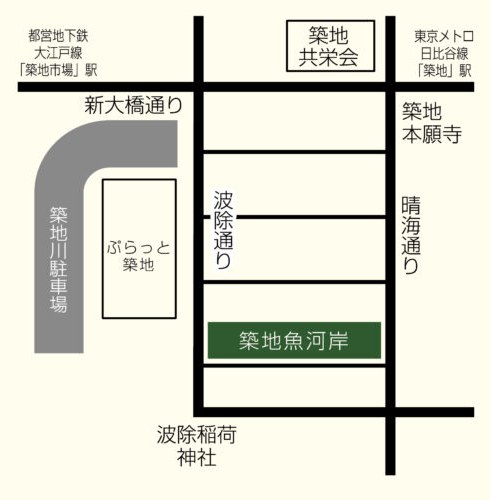 都営地下鉄
大江戸線
「築地市場」駅
築地
共栄会
東京メトロ
日比谷線
「築地」駅
新大橋通り
築地
本願寺
築地川駐車場
ぷらっと
築地
波除通り
晴海通り
築地魚河岸
波除稲荷
神社